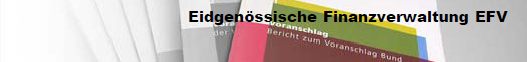 Eidgenössische Finanzverwaltung EFV
Voranschlag
Bericht zum Voranschlag Bund